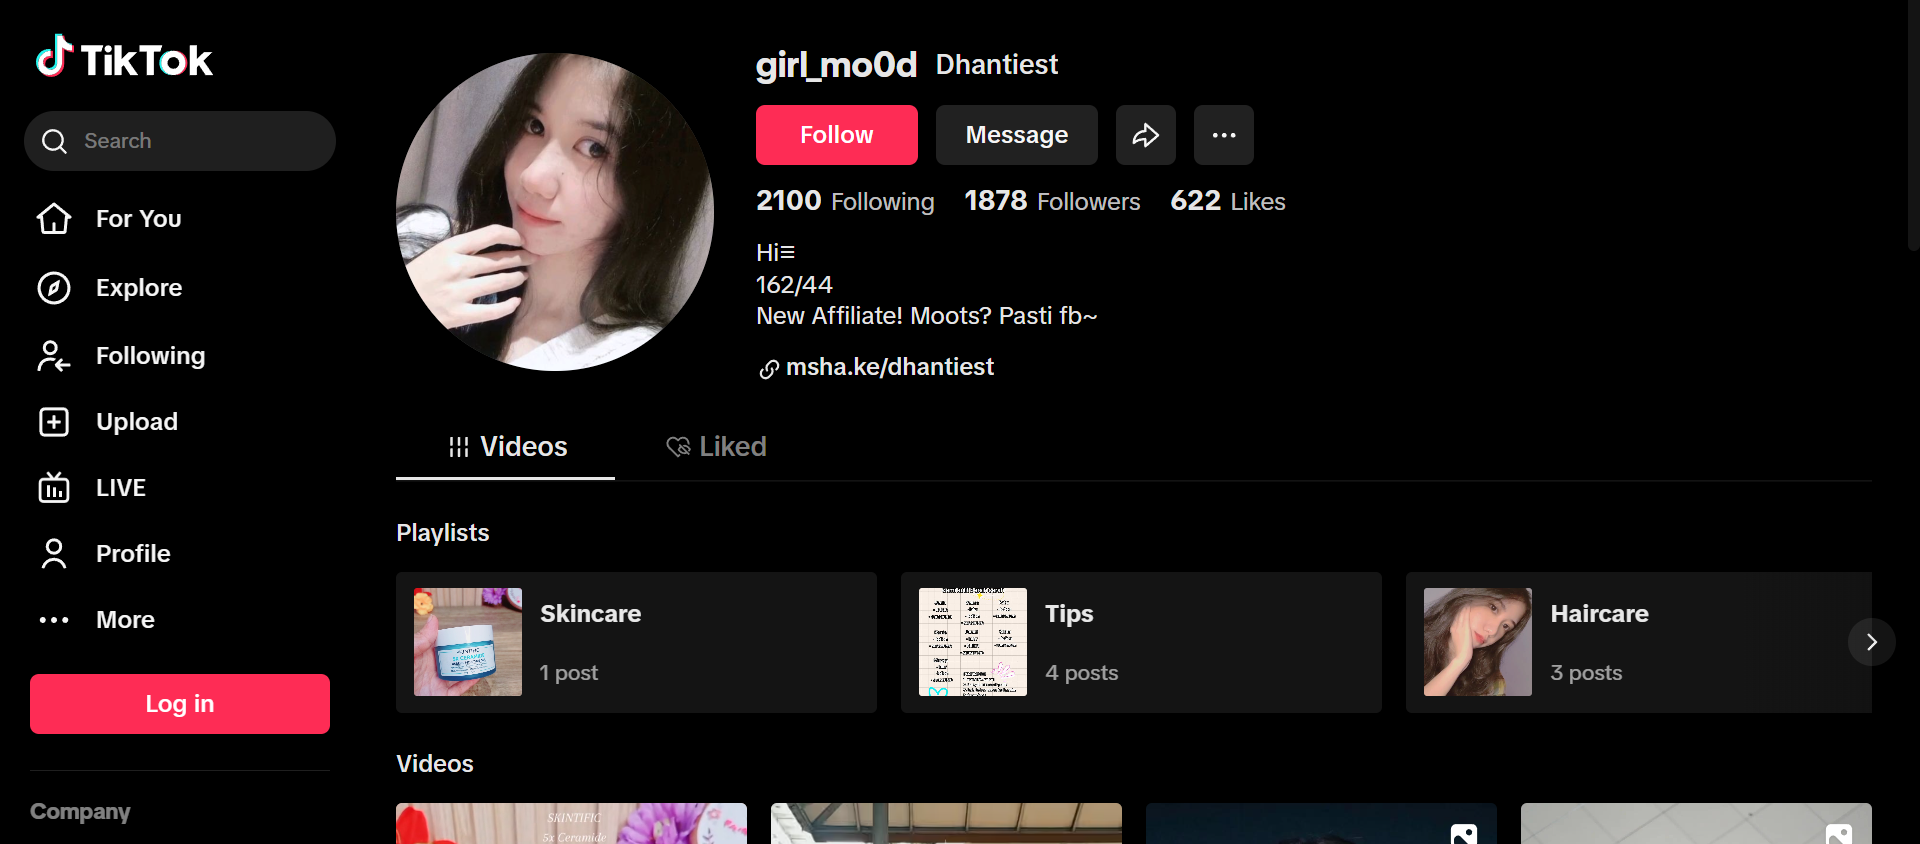 TikTok
Search
For You
Explore
Following
Upload
LIVE
Profile
More
Log in
Company
girl_mo0d Dhantiest
Follow Message
2100 Following 1878 Followers 622 Likes
Hi≡
162/44
New Affiliate! Moots? Pasti fb~
msha.ke/dhantiest
Videos Liked
Playlists
Skincare
1 post
Tips
4 posts
Haircare
3 posts
Videos
SKINTIFIC
5x Ceramide